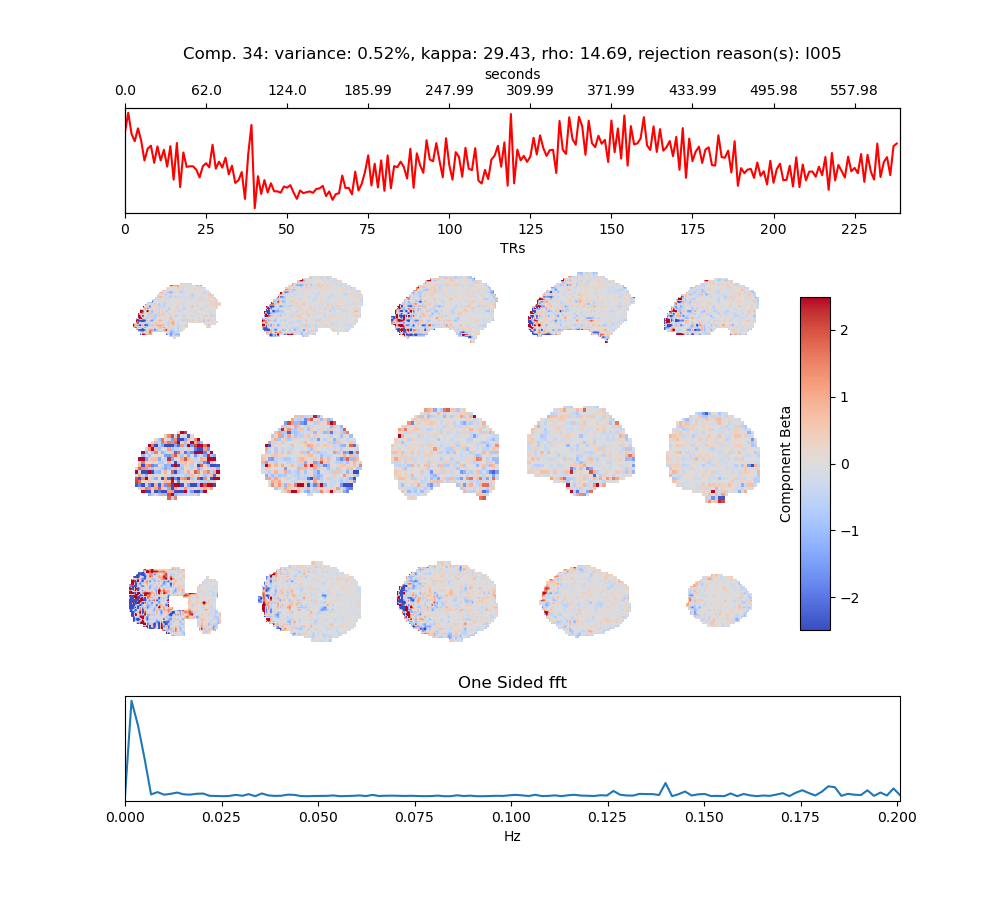 Comp. 34: variance: 0.52%, kappa: 29.43, rho: 14.69, rejection reason(s): I005
seconds
0.0 62.0 124.0 185.99 247.99 309.99 371.99 433.99 495.98 557.98
0 25 50 75 100 125 150 175 200 225
TRs
Component Beta
2
1
0
−1
−2
One Sided fft
0.000 0.025 0.050 0.075 0.100 0.125 0.150 0.175 0.200
Hz